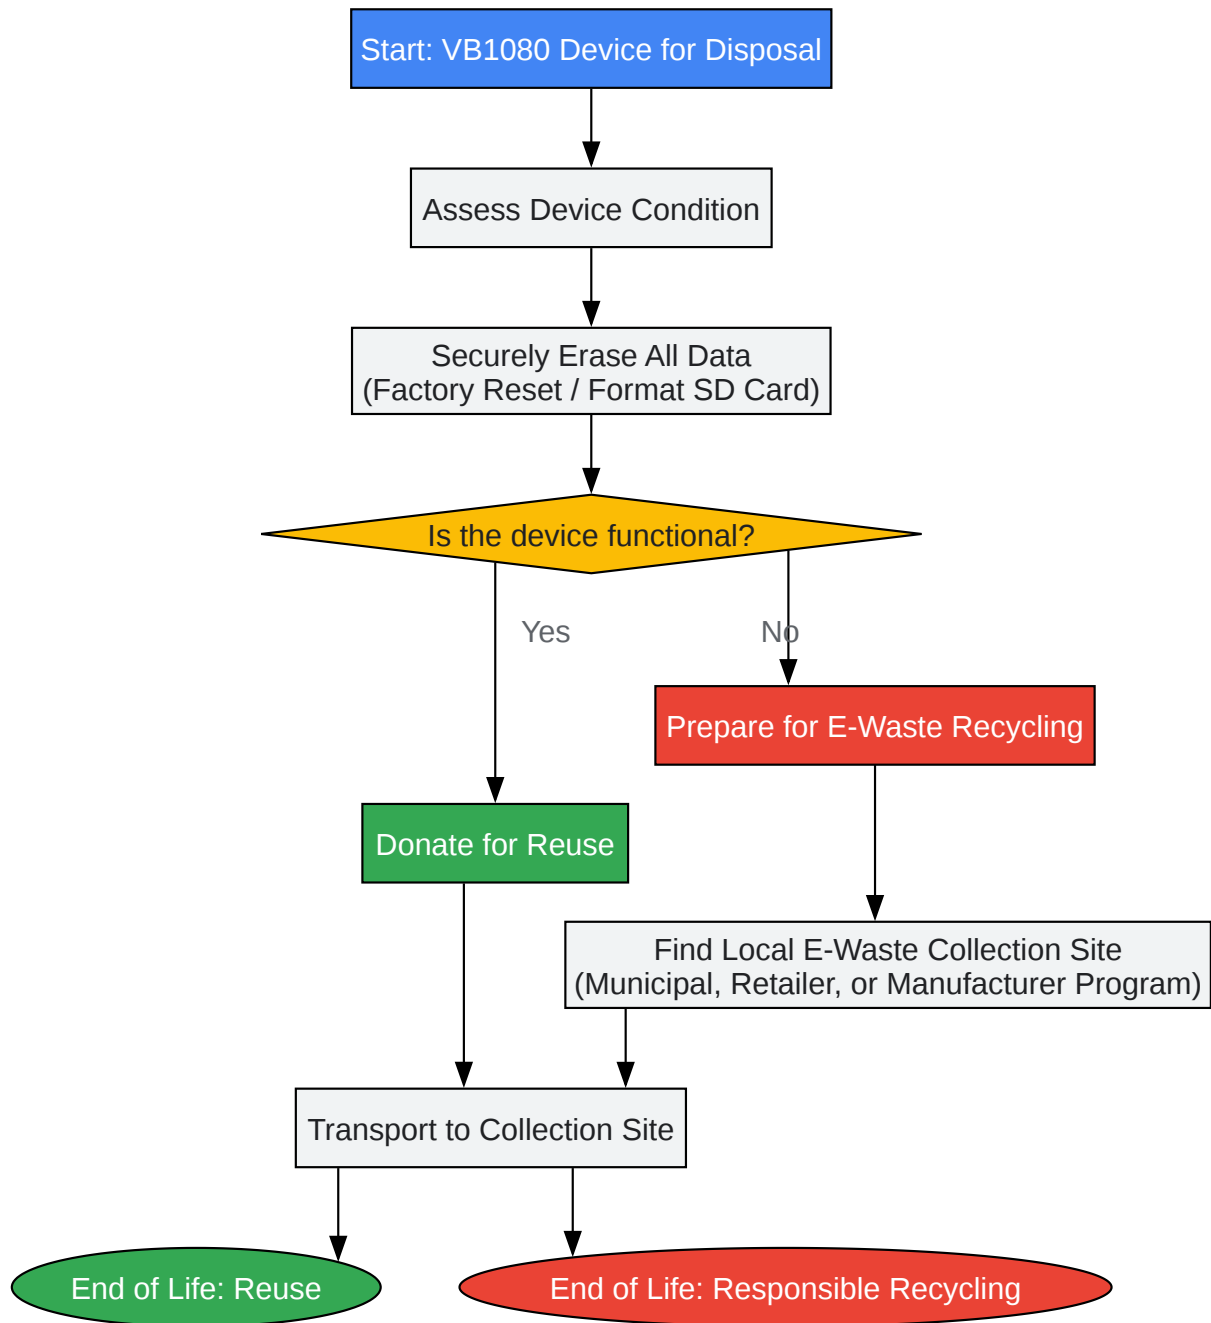 Start: VB1080 Device for Disposal
Assess Device Condition
Securely Erase All Data
(Factory Reset / Format SD Card)
Is the device functional?
Yes
No
Prepare for E-Waste Recycling
Donate for Reuse
Find Local E-Waste Collection Site
(Municipal, Retailer, or Manufacturer Program)
Transport to Collection Site
End of Life: Reuse
End of Life: Responsible Recycling